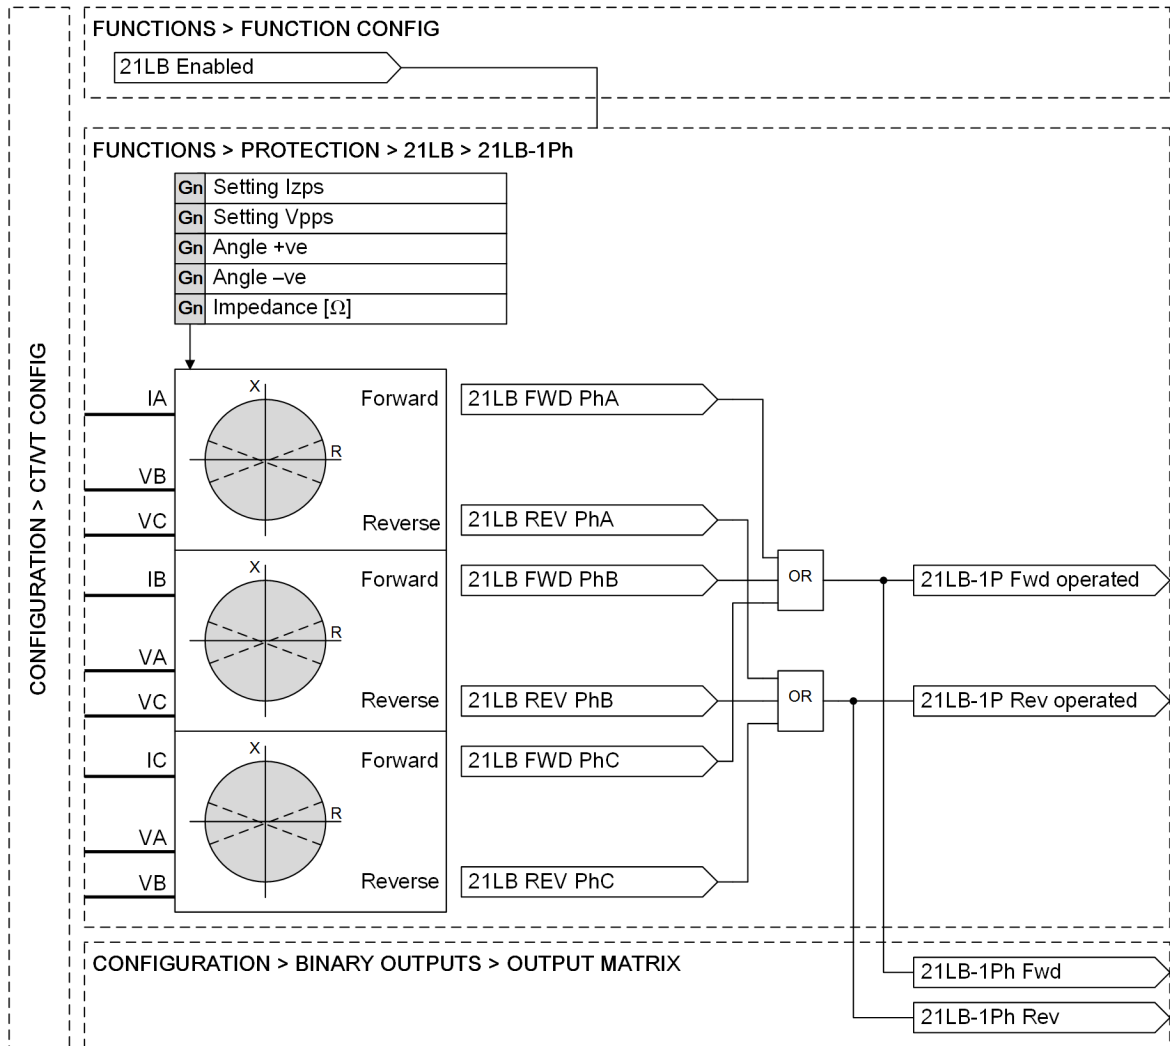 FUNCTIONS > FUNCTION CONFIG
21LB Enabled
FUNCTIONS > PROTECTION > 21LB > 21LB-1Ph
Gn Setting Izps
Gn Setting Vpps
Gn Angle +ve
Gn Angle –ve
Gn Impedance [Ω]
CONFIGURATION > CT/VT CONFIG
IA
VB
VC
X
R
Forward
Reverse
21LB FWD PhA
21LB REV PhA
IB
VA
VC
X
R
Forward
Reverse
21LB FWD PhB
21LB REV PhB
IC
VA
VB
X
R
Forward
Reverse
21LB FWD PhC
21LB REV PhC
OR
OR
21LB-1P Fwd operated
21LB-1P Rev operated
CONFIGURATION > BINARY OUTPUTS > OUTPUT MATRIX
21LB-1Ph Fwd
21LB-1Ph Rev